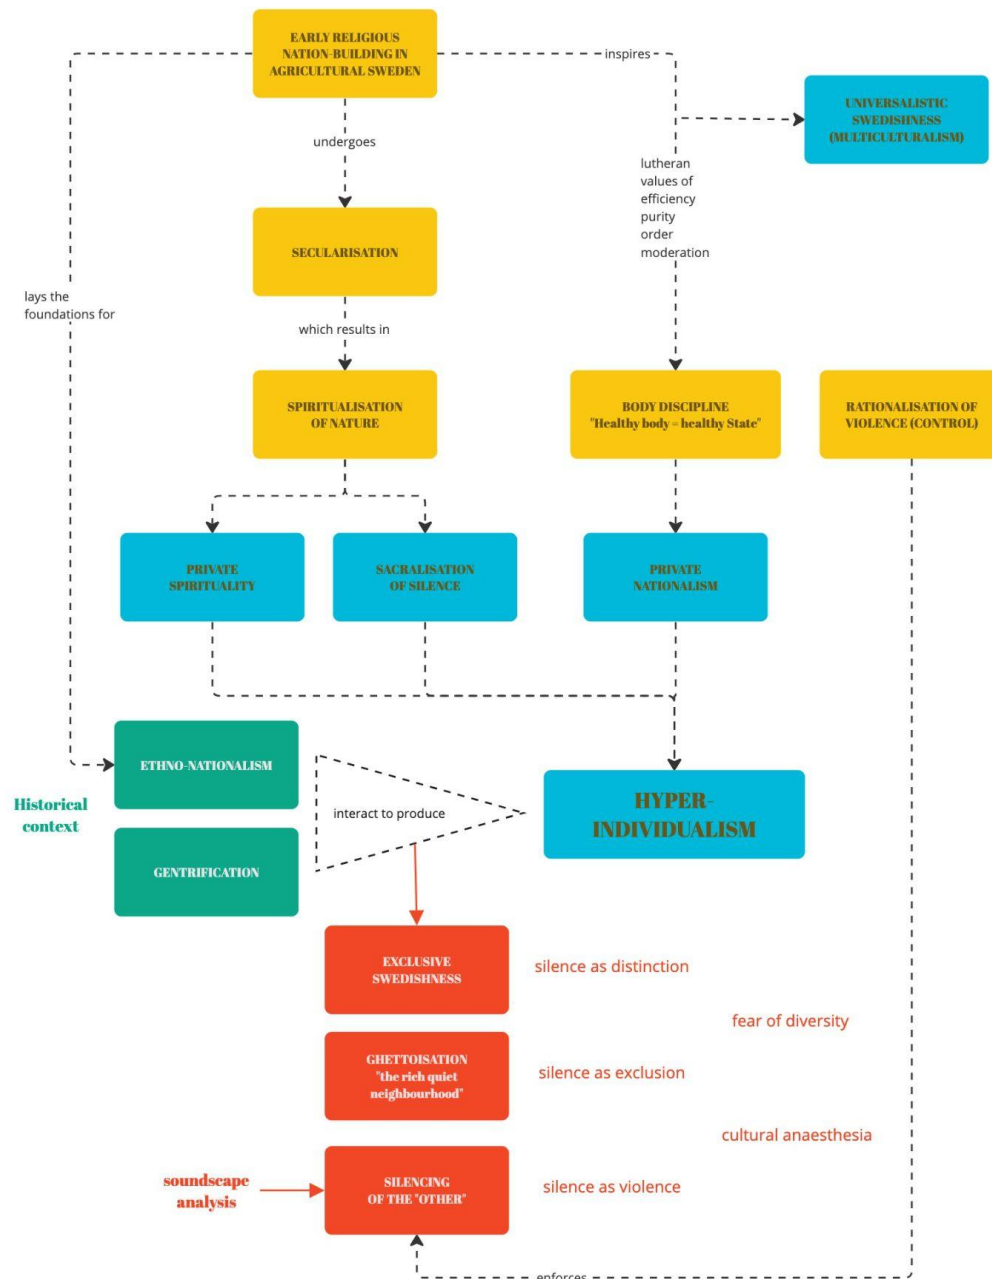 EARLY RELIGIOUS
NATION-BUILDING IN
AGRICULTURAL SWEDEN
inspires
UNIVERSALISTIC
SWEDISHNESS
(MULTICULTURALISM)
undergoes
lutheran
values of
efficiency
purity
order
moderation
SECULARISATION
lays the
foundations for
which results in
SPIRITUALISATION
OF NATURE
BODY DISCIPLINE
"Healthy body = healthy State"
RATIONALISATION OF
VIOLENCE (CONTROL)
PRIVATE
SPIRITUALITY
SACRALISATION
OF SILENCE
PRIVATE
NATIONALISM
ETHNO-NATIONALISM
Historical
context
GENTRIFICATION
interact to produce
HYPER-
INDIVIDUALISM
EXCLUSIVE
SWEDISHNESS
silence as distinction
fear of diversity
GHETTOISATION
"the rich quiet
neighbourhood"
silence as exclusion
cultural anaesthesia
soundscape
analysis
SILENCING
OF THE "OTHER"
silence as violence
enforces